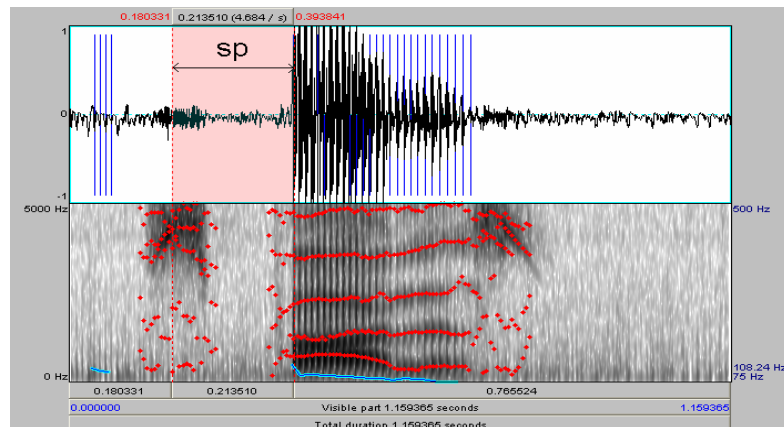 0.180331 0.213510 (4.684 / s) 0.393841
1
sp
0
-1
5000 Hz 500 Hz
108.24 Hz
0 Hz 75 Hz
0.180331 0.213510 0.765524
0.000000 Visible part 1.159365 seconds 1.159365
Total duration 1.159365 seconds